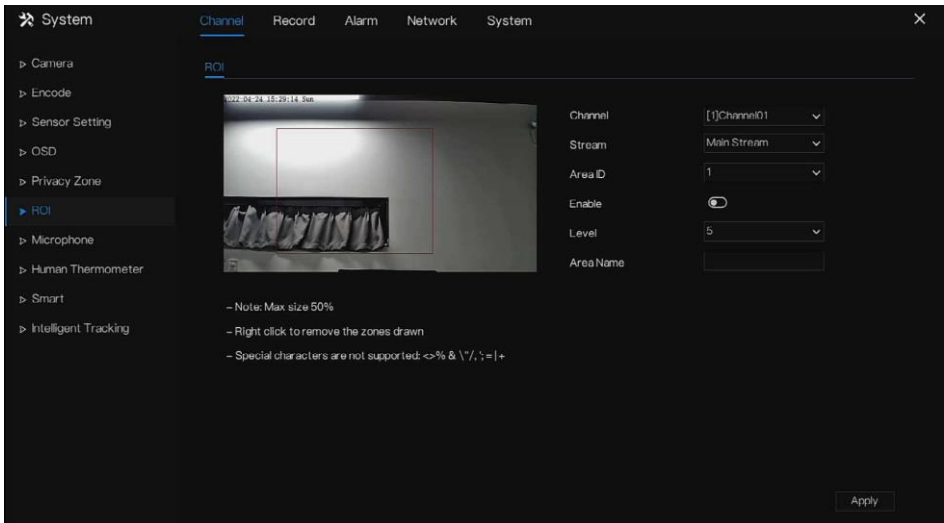 System
Channel Record Alarm Network System
Camera
Encode
Sensor Setting
OSD
Privacy Zone
ROI
Microphone
Human Thermometer
Smart
Intelligent Tracking
ROI
2022-04-24 15:29:14 Sun
Channel [1]Channel01
Stream Main Stream
Area ID 1
Enable
Level 5
Area Name
– Note: Max size 50%
– Right click to remove the zones drawn
– Special characters are not supported: <>% & \"/, '; = | +
Apply